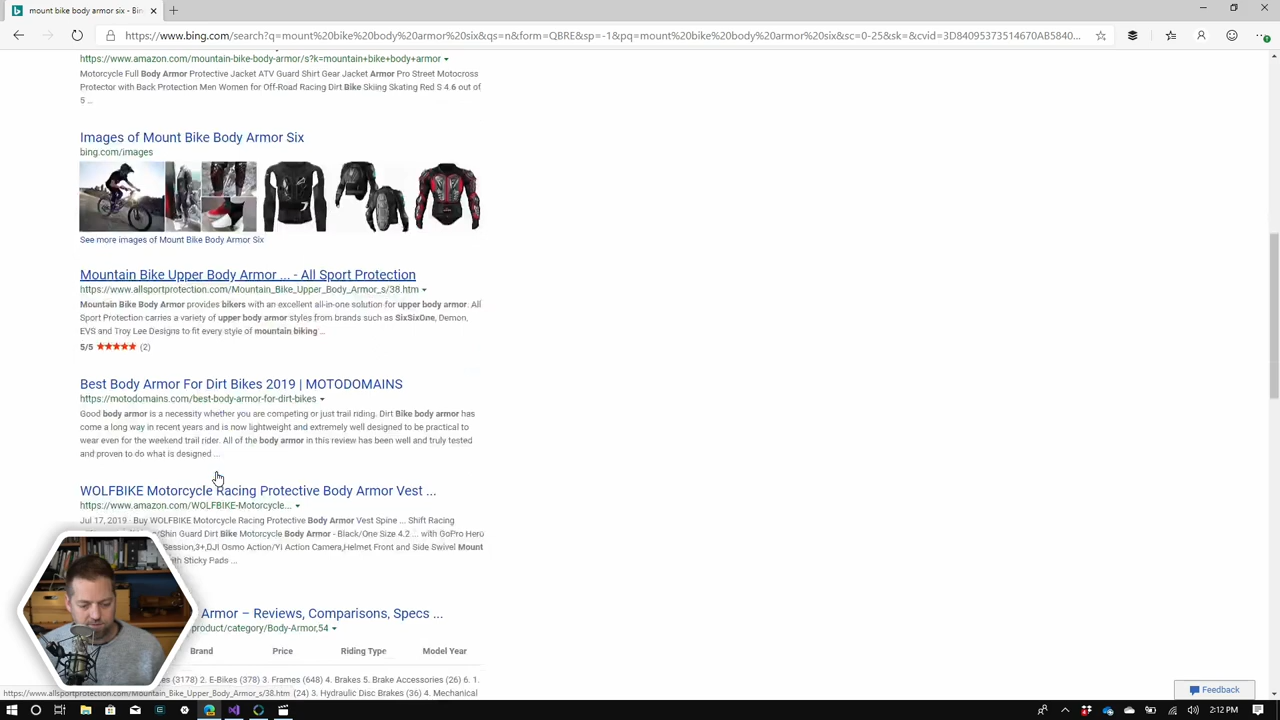 mount bike body armor six - Bin
https://www.bing.com/search?q=mount%20bike%20body%20armor%20six&qs=n&form=QBRE&sp=-1&pq=mount%20bike%20body%20armor%20six&sc=0-25&sk=&cvid=3D84095373514670AB5840...
https://www.amazon.com/mountain-bike-body-armor/s?k=mountain+bike+body+armor
Motorcycle Full Body Armor Protective Jacket ATV Guard Shirt Gear Jacket Armor Pro Street Motocross
Protector with Back Protection Men Women for Off-Road Racing Dirt Bike Skiing Skating Red S 4.6 out of
5 ...
Images of Mount Bike Body Armor Six
bing.com/images
See more images of Mount Bike Body Armor Six
Mountain Bike Upper Body Armor ... - All Sport Protection
https://www.allsportprotection.com/Mountain_Bike_Upper_Body_Armor_s/38.htm
Mountain Bike Body Armor provides bikers with an excellent all-in-one solution for upper body armor. All
Sport Protection carries a variety of upper body armor styles from brands such as SixSixOne, Demon,
EVS and Troy Lee Designs to fit every style of mountain biking ...
5/5 ★★★★★ (2)
Best Body Armor For Dirt Bikes 2019 | MOTODOMAINS
https://motodomains.com/best-body-armor-for-dirt-bikes
Good body armor is a necessity whether you are competing or just trail riding. Dirt Bike body armor has
come a long way in recent years and is now lightweight and extremely well designed to be practical to
wear even for the weekend trail rider. All of the body armor in this review has been well and truly tested
and proven to do what is designed ...
WOLFBIKE Motorcycle Racing Protective Body Armor Vest ...
https://www.amazon.com/WOLFBIKE-Motorcycle...
Jul 17, 2019 · Buy WOLFBIKE Motorcycle Racing Protective Body Armor Vest Spine ... Shift Racing
/Shin Guard Dirt Bike Motorcycle Body Armor - Black/One Size 4.2 ... with GoPro Hero
Session,3+,DJI Osmo Action/Yi Action Camera,Helmet Front and Side Swivel Mount
th Sticky Pads ...
Armor – Reviews, Comparisons, Specs ...
product/category/Body-Armor,54
Brand Price Riding Type Model Year
es (3178) 2. E-Bikes (378) 3. Frames (648) 4. Brakes 5. Brake Accessories (26) 6. 1.
https://www.allsportprotection.com/Mountain_Bike_Upper_Body_Armor_s/38.htm (24) 3. Hydraulic Disc Brakes (36) 4. Mechanical
Feedback
2:12 PM